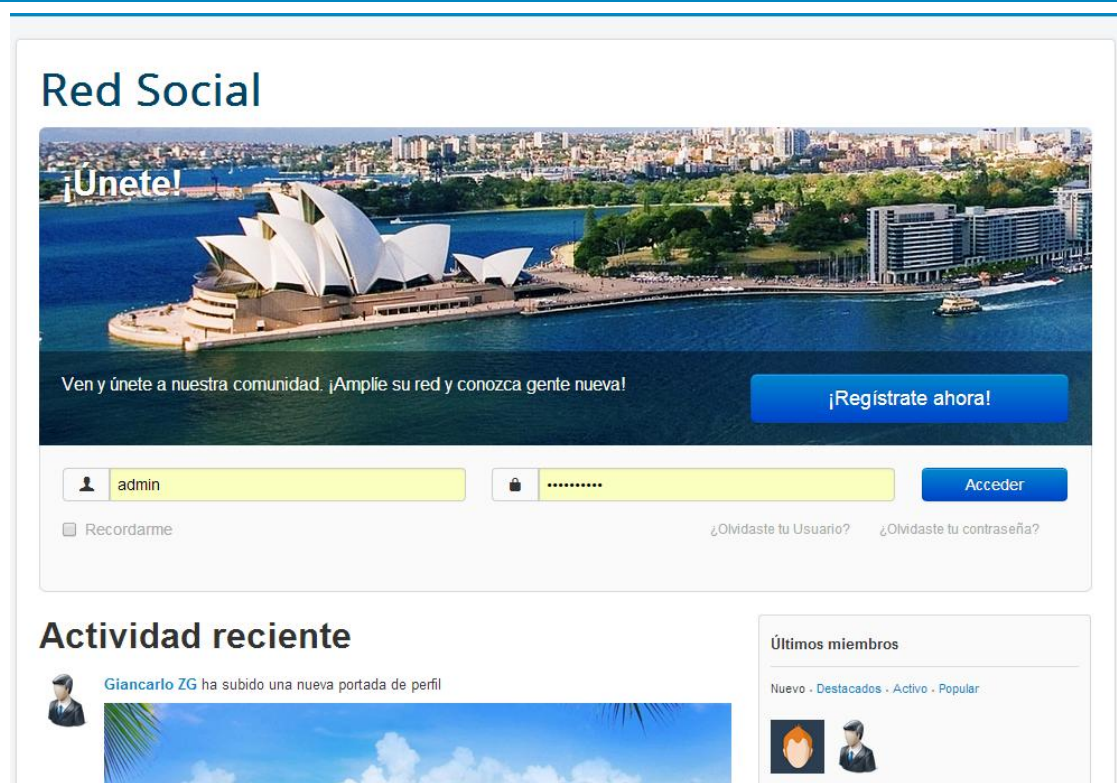 Red Social
¡Únete!
Ven y únete a nuestra comunidad. ¡Amplíe su red y conozca gente nueva!
¡Regístrate ahora!
admin
••••••••••
Acceder
Recordarme
¿Olvidaste tu Usuario? ¿Olvidaste tu contraseña?
Actividad reciente
Giancarlo ZG ha subido una nueva portada de perfil
Últimos miembros
Nuevo - Destacados - Activo - Popular